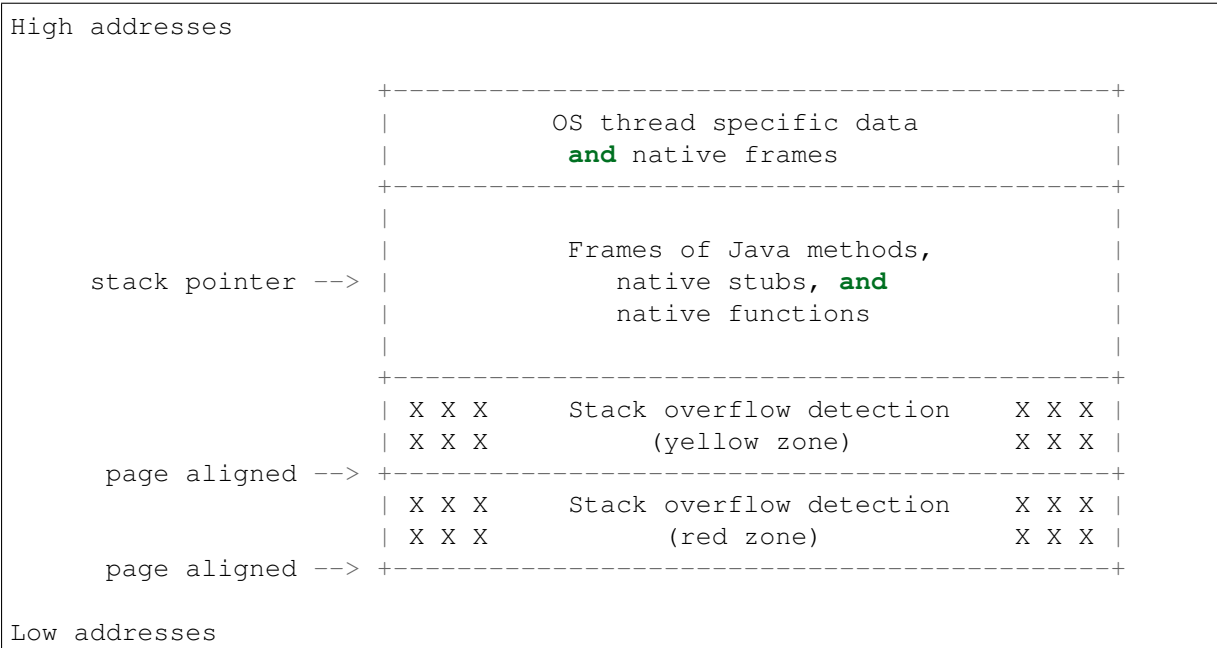 High addresses
+---------------------------------------------+
| OS thread specific data |
| and native frames |
+---------------------------------------------+
| |
| Frames of Java methods, |
stack pointer --> | native stubs, and |
| native functions |
| |
+---------------------------------------------+
| X X X Stack overflow detection X X X |
| X X X (yellow zone) X X X |
page aligned --> +---------------------------------------------+
| X X X Stack overflow detection X X X |
| X X X (red zone) X X X |
page aligned --> +---------------------------------------------+
Low addresses